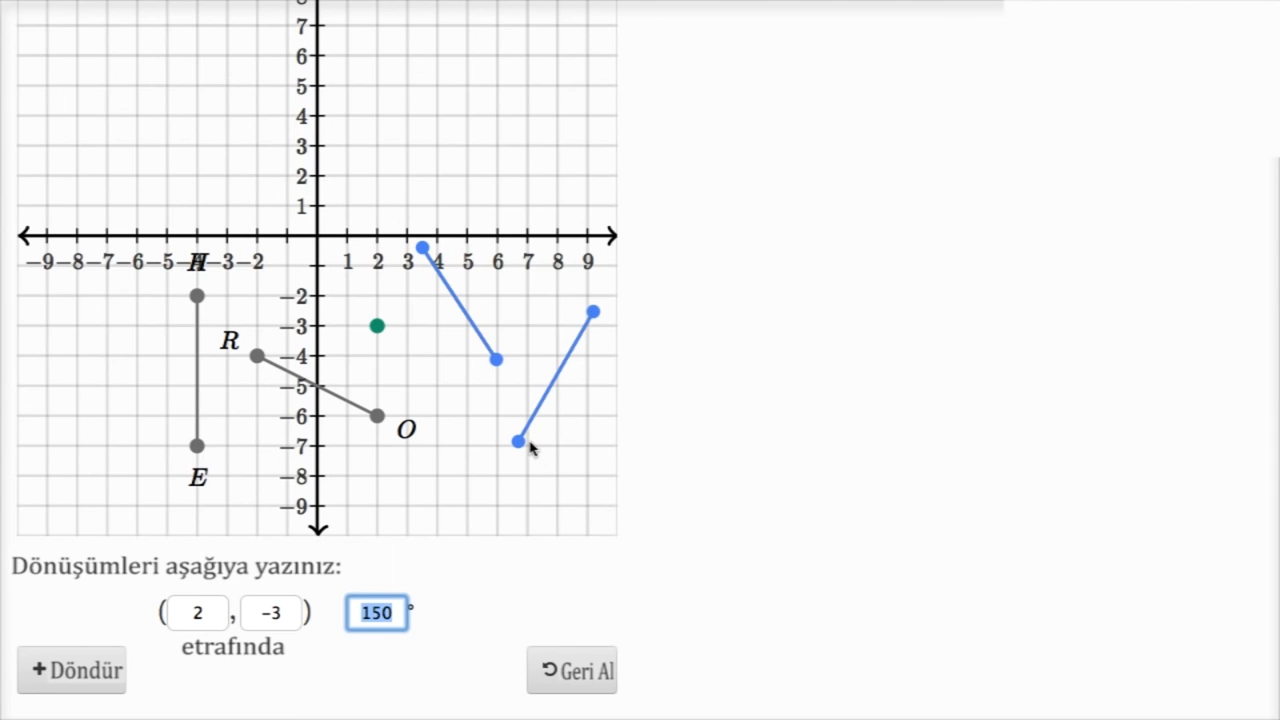 8
7
6
5
4
3
2
1
−9 −8 −7 −6 −5 −4 −3 −2 1 2 3 4 5 6 7 8 9
H
−2
−3
R
−4
−5
−6
O
−7
E
−8
−9
Dönüşümleri aşağıya yazınız:
(2, -3) 150°
etrafında
+Döndür
Geri Al